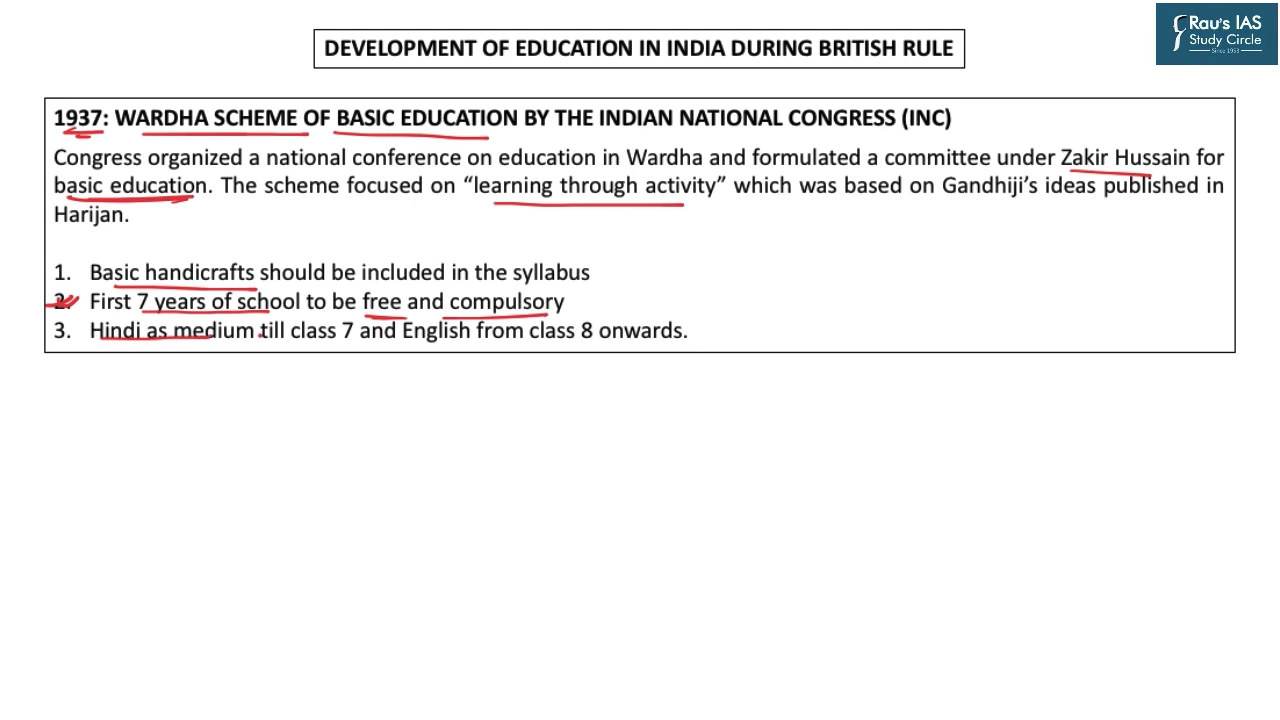 DEVELOPMENT OF EDUCATION IN INDIA DURING BRITISH RULE
Rau's IAS
Study Circle
Since 1953
1937: WARDHA SCHEME OF BASIC EDUCATION BY THE INDIAN NATIONAL CONGRESS (INC)
Congress organized a national conference on education in Wardha and formulated a committee under Zakir Hussain for
basic education. The scheme focused on “learning through activity” which was based on Gandhiji’s ideas published in
Harijan.
1. Basic handicrafts should be included in the syllabus
2. First 7 years of school to be free and compulsory
3. Hindi as medium till class 7 and English from class 8 onwards.